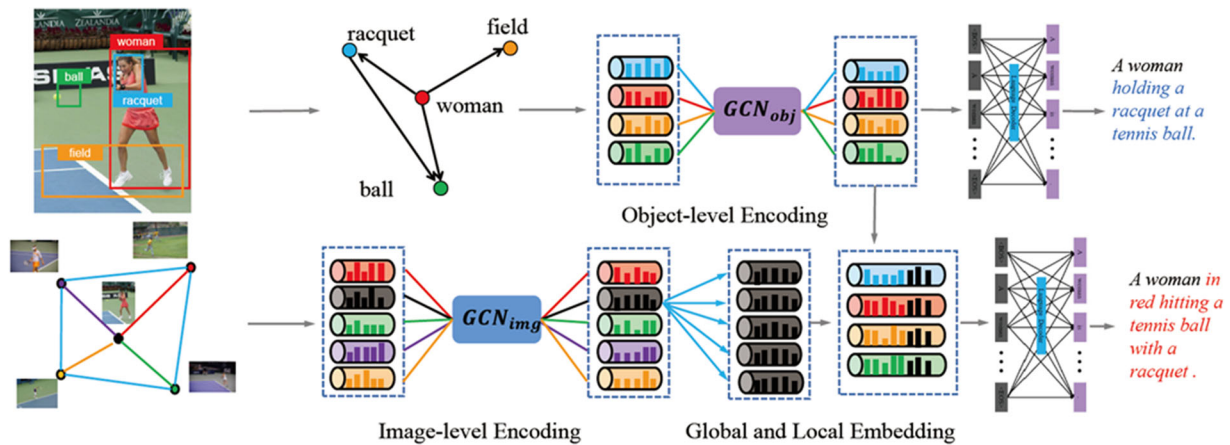 ZEALANDIA
ZEALANDIA
woman
ball
racquet
field
racquet
field
woman
ball
GCN_obj
Object-level Encoding
A woman
holding a
racquet at a
tennis ball.
GCN_img
Image-level Encoding
Global and Local Embedding
A woman in
red hitting a
tennis ball
with a
racquet .